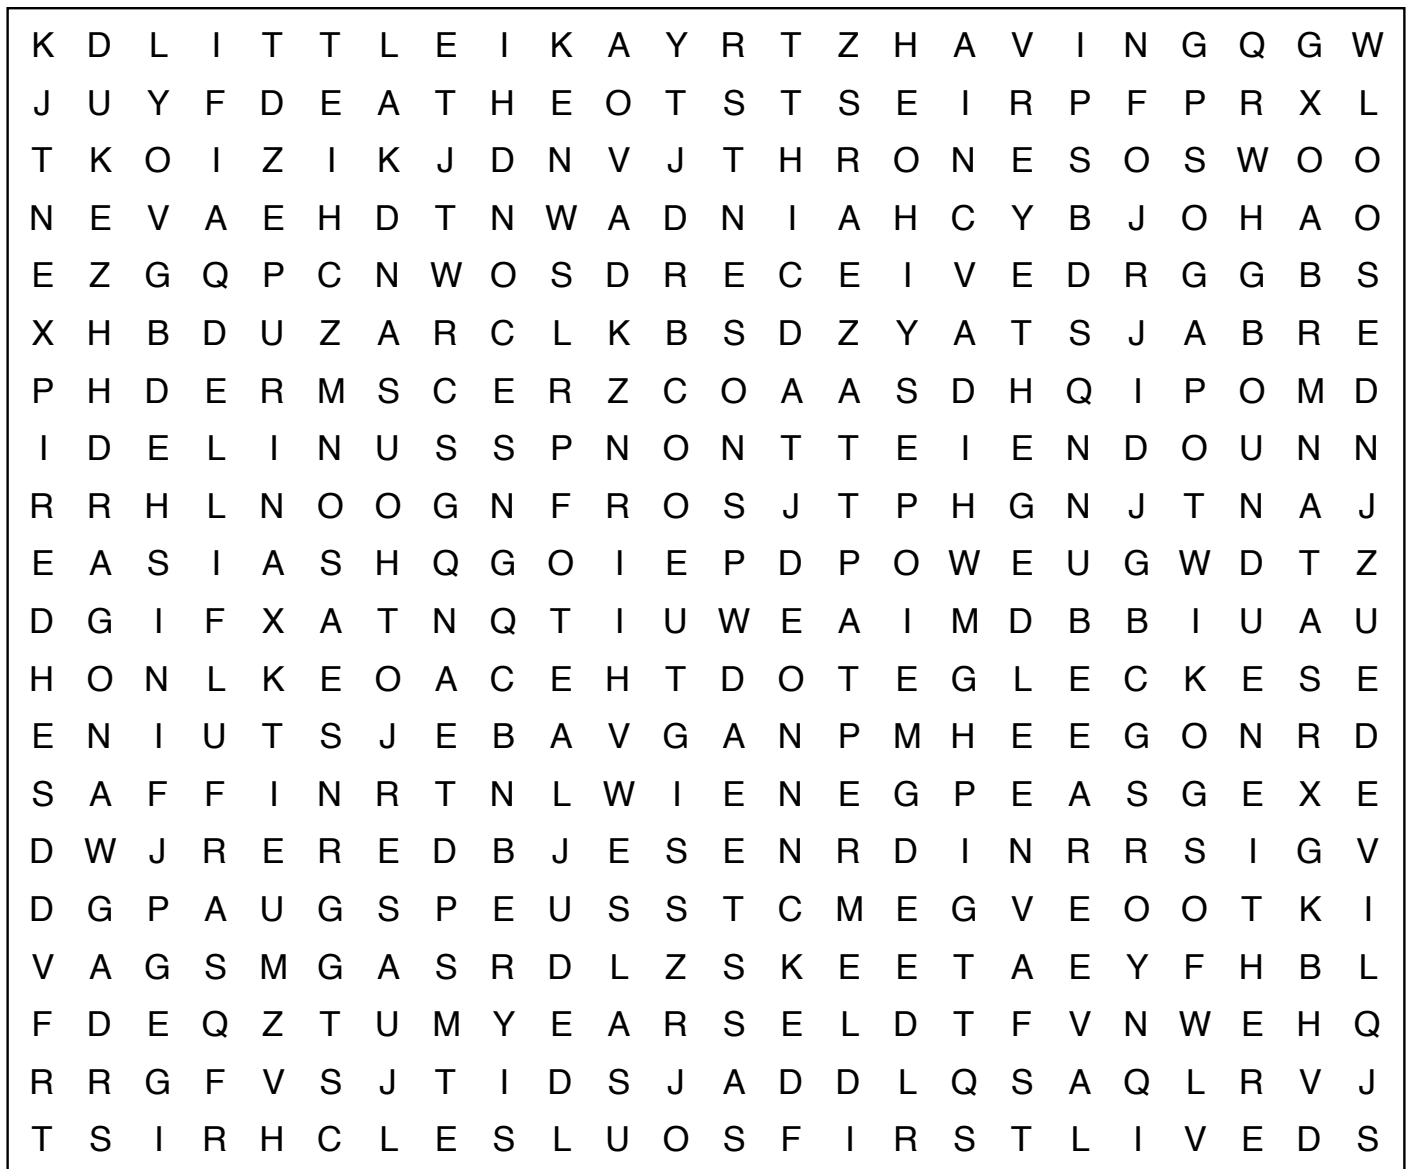 K D L I T T L E I K A Y R T Z H A V I N G Q G W
J U Y F D E A T H E O T S T S E I R P F P R X L
T K O I Z I K J D N V J T H R O N E S O S W O O
N E V A E H D T N W A D N I A H C Y B J O H A O
E Z G Q P C N W O S D R E C E I V E D R G G B S
X H B D U Z A R C L K B S D Z Y A T S J A B R E
P H D E R M S C E R Z C O A A S D H Q I P O M D
I D E L I N U S S P N O N T T E I E N D O U N N
R R H L N O O G N F R O S J T P H G N J T N A J
E A S I A S H Q G O I E P D P O W E U G W D T Z
D G I F X A T N Q T I U W E A I M D B B I U A U
H O N L K E O A C E H T D O T E G L E C K E S E
E N I U T S J E B A V G A N P M H E E G O N R D
S A F F I N R T N L W I E N E G P E A S G E X E
D W J R E R E D B J E S E N R D I N R R S I G V
D G P A U G S P E U S S T C M E G V E O O T K I
V A G S M G A S R D L Z S K E E T A E Y F H B L
F D E Q Z T U M Y E A R S E L D T F V N W E H Q
R R G F V S J T I D S J A D D L Q S A Q L R V J
T S I R H C L E S L U O S F I R S T L I V E D S